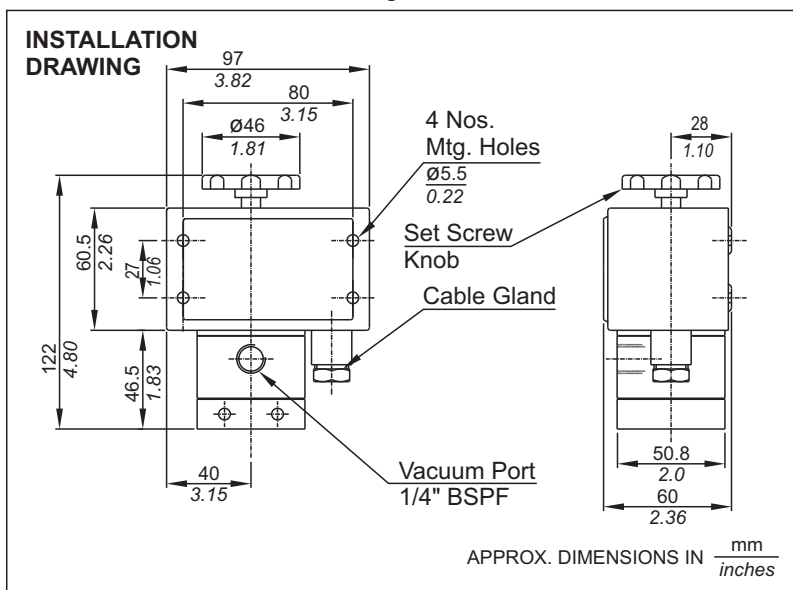 INSTALLATION
DRAWING
97
3.82
80
3.15
Ø46
1.81
4 Nos.
Mtg. Holes
Ø5.5
0.22
28
1.10
Set Screw
Knob
Cable Gland
60.5
2.26
27
1.06
122
4.80
46.5
1.83
40
3.15
Vacuum Port
1/4" BSPF
50.8
2.0
60
2.36
APPROX. DIMENSIONS IN mm
inches